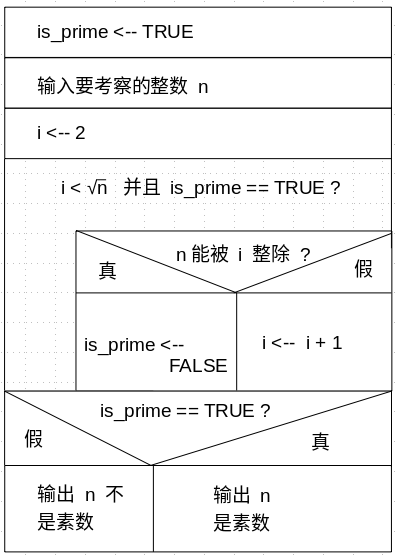 is_prime <-- TRUE
输入要考察的整数 n
i <-- 2
i < √n 并且 is_prime == TRUE ?
n 能被 i 整除 ?
真
假
is_prime <--
FALSE
i <-- i + 1
is_prime == TRUE ?
假
真
输出 n 不
是素数
输出 n
是素数